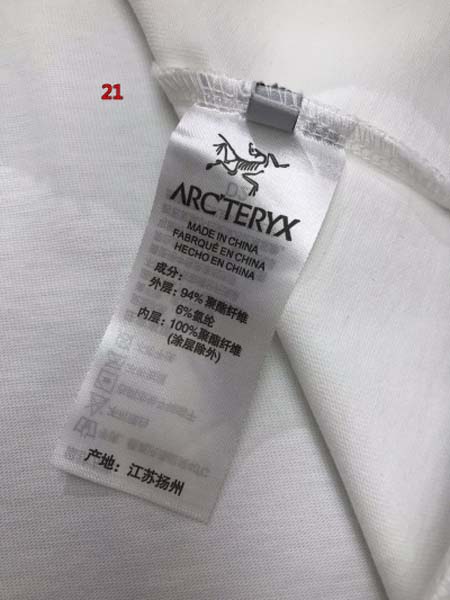 21
ARC'TERYX
MADE IN CHINA
FABRIQUÉ EN CHINA
HECHO EN CHINA
成分:
外层: 94% 聚酯纤维
6%氨纶
内层: 100%聚酯纤维
(涂层除外)
产地: 江苏扬州